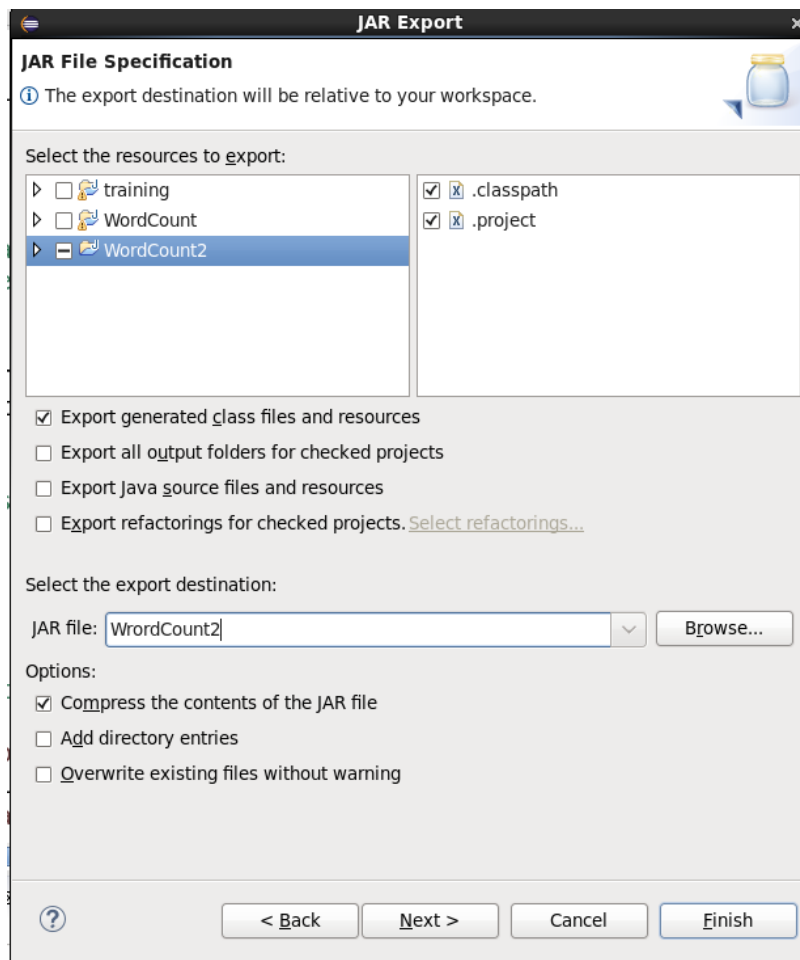 JAR Export
JAR File Specification
The export destination will be relative to your workspace.
Select the resources to export:
training
WordCount
WordCount2
.classpath
.project
Export generated class files and resources
Export all output folders for checked projects
Export Java source files and resources
Export refactorings for checked projects. Select refactorings...
Select the export destination:
JAR file: WrordCount2 Browse...
Options:
Compress the contents of the JAR file
Add directory entries
Overwrite existing files without warning
< Back Next > Cancel Finish